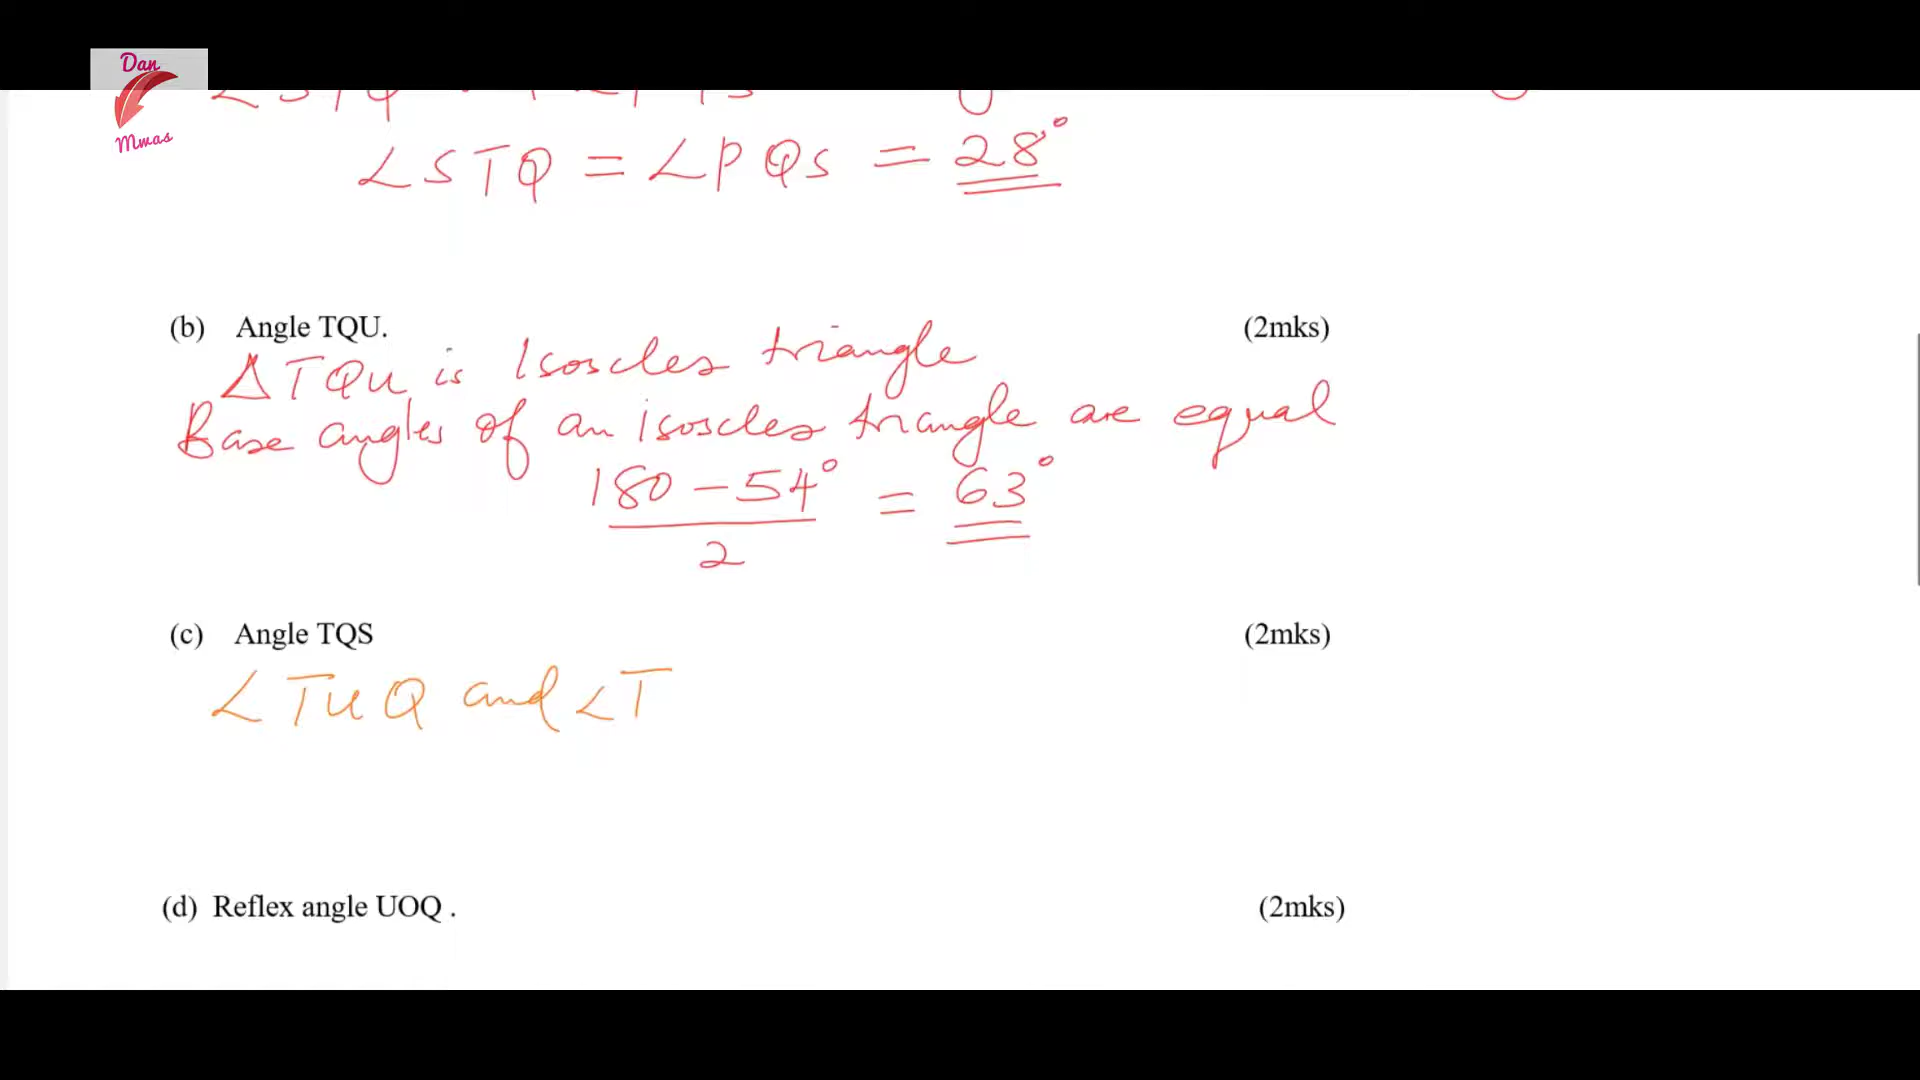 Dan
Mwas
∠STQ = ∠PQS = 28°
(b) Angle TQU. (2mks)
△TQU is Isoscles triangle
Base angles of an isoscles triangle are equal
180 - 54° = 63°
2
(c) Angle TQS (2mks)
∠TUQ and ∠T
(d) Reflex angle UOQ . (2mks)